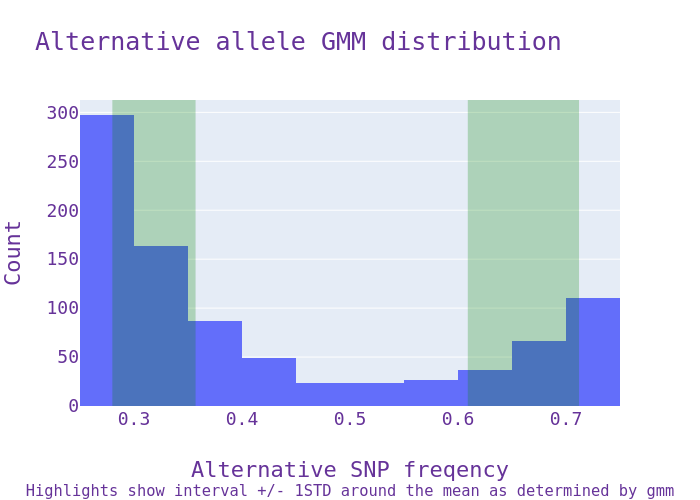 Alternative allele GMM distribution
300
250
200
150
100
50
0
Count
0.3 0.4 0.5 0.6 0.7
Alternative SNP freqency
Highlights show interval +/- 1STD around the mean as determined by gmm